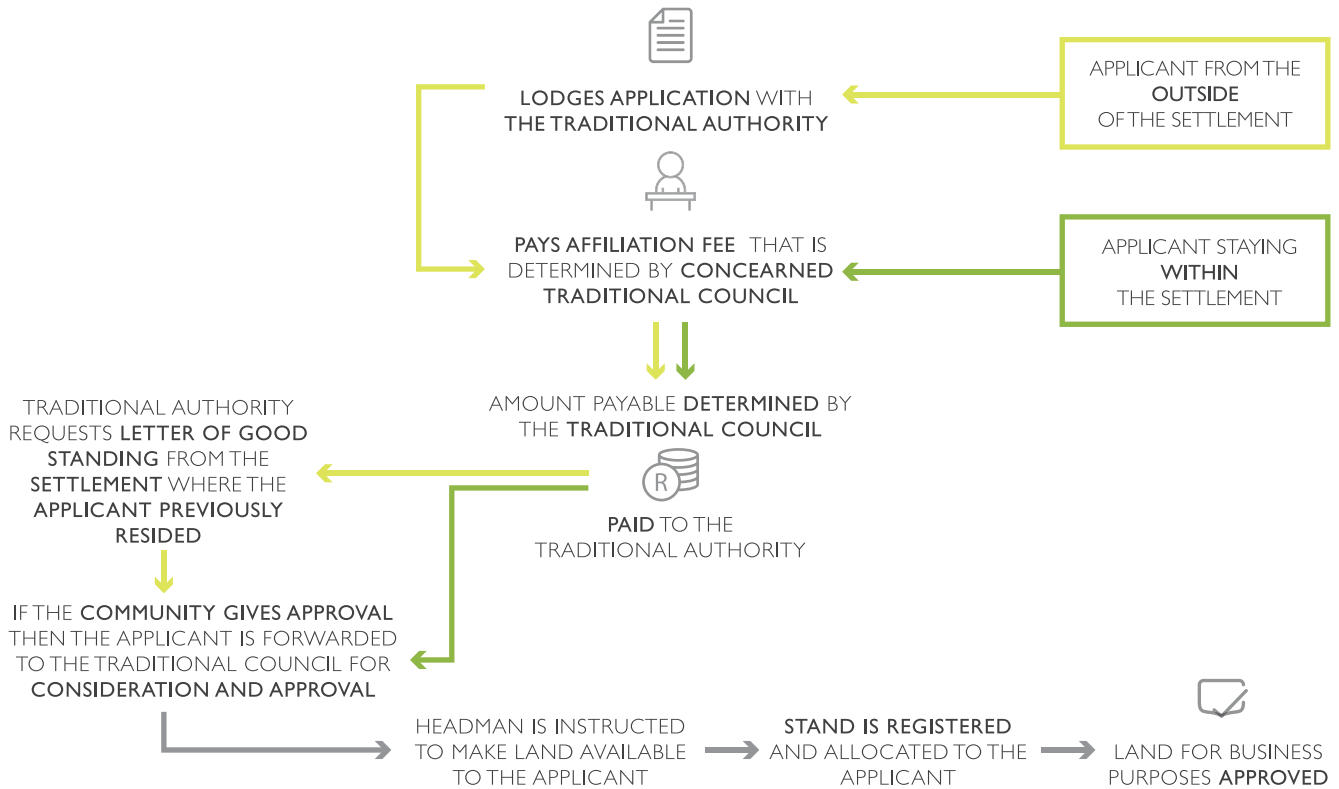 LODGES APPLICATION WITH
THE TRADITIONAL AUTHORITY
APPLICANT FROM THE
OUTSIDE
OF THE SETTLEMENT
PAYS AFFILIATION FEE THAT IS
DETERMINED BY CONCEARNED
TRADITIONAL COUNCIL
APPLICANT STAYING
WITHIN
THE SETTLEMENT
AMOUNT PAYABLE DETERMINED BY
THE TRADITIONAL COUNCIL
R
PAID TO THE
TRADITIONAL AUTHORITY
TRADITIONAL AUTHORITY
REQUESTS LETTER OF GOOD
STANDING FROM THE
SETTLEMENT WHERE THE
APPLICANT PREVIOUSLY
RESIDED
IF THE COMMUNITY GIVES APPROVAL
THEN THE APPLICANT IS FORWARDED
TO THE TRADITIONAL COUNCIL FOR
CONSIDERATION AND APPROVAL
HEADMAN IS INSTRUCTED
TO MAKE LAND AVAILABLE
TO THE APPLICANT
STAND IS REGISTERED
AND ALLOCATED TO THE
APPLICANT
LAND FOR BUSINESS
PURPOSES APPROVED